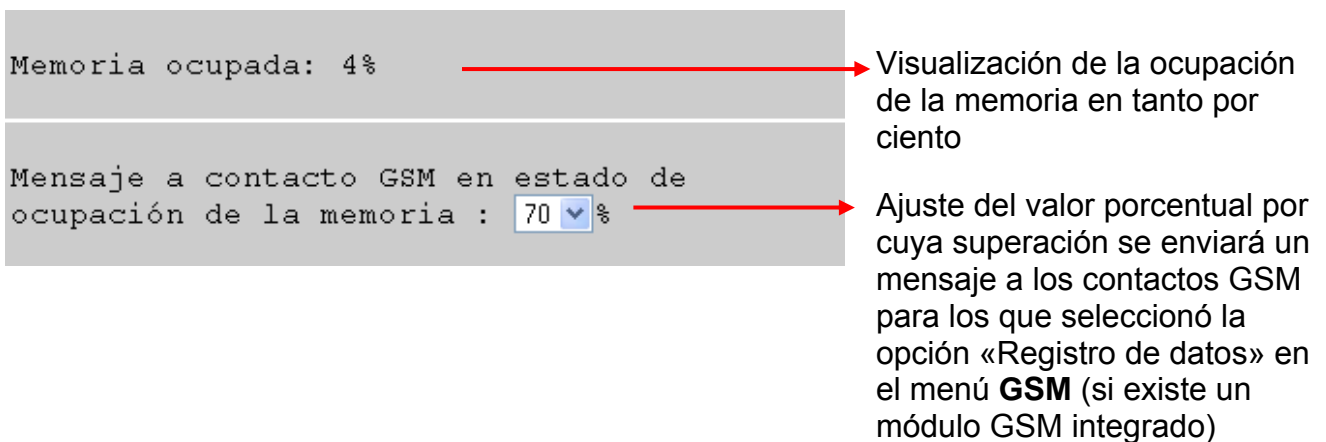 Memoria ocupada: 4%
Visualización de la ocupación
de la memoria en tanto por
ciento
Mensaje a contacto GSM en estado de
ocupación de la memoria : 70 %
Ajuste del valor porcentual por
cuya superación se enviará un
mensaje a los contactos GSM
para los que seleccionó la
opción «Registro de datos» en
el menú GSM (si existe un
módulo GSM integrado)